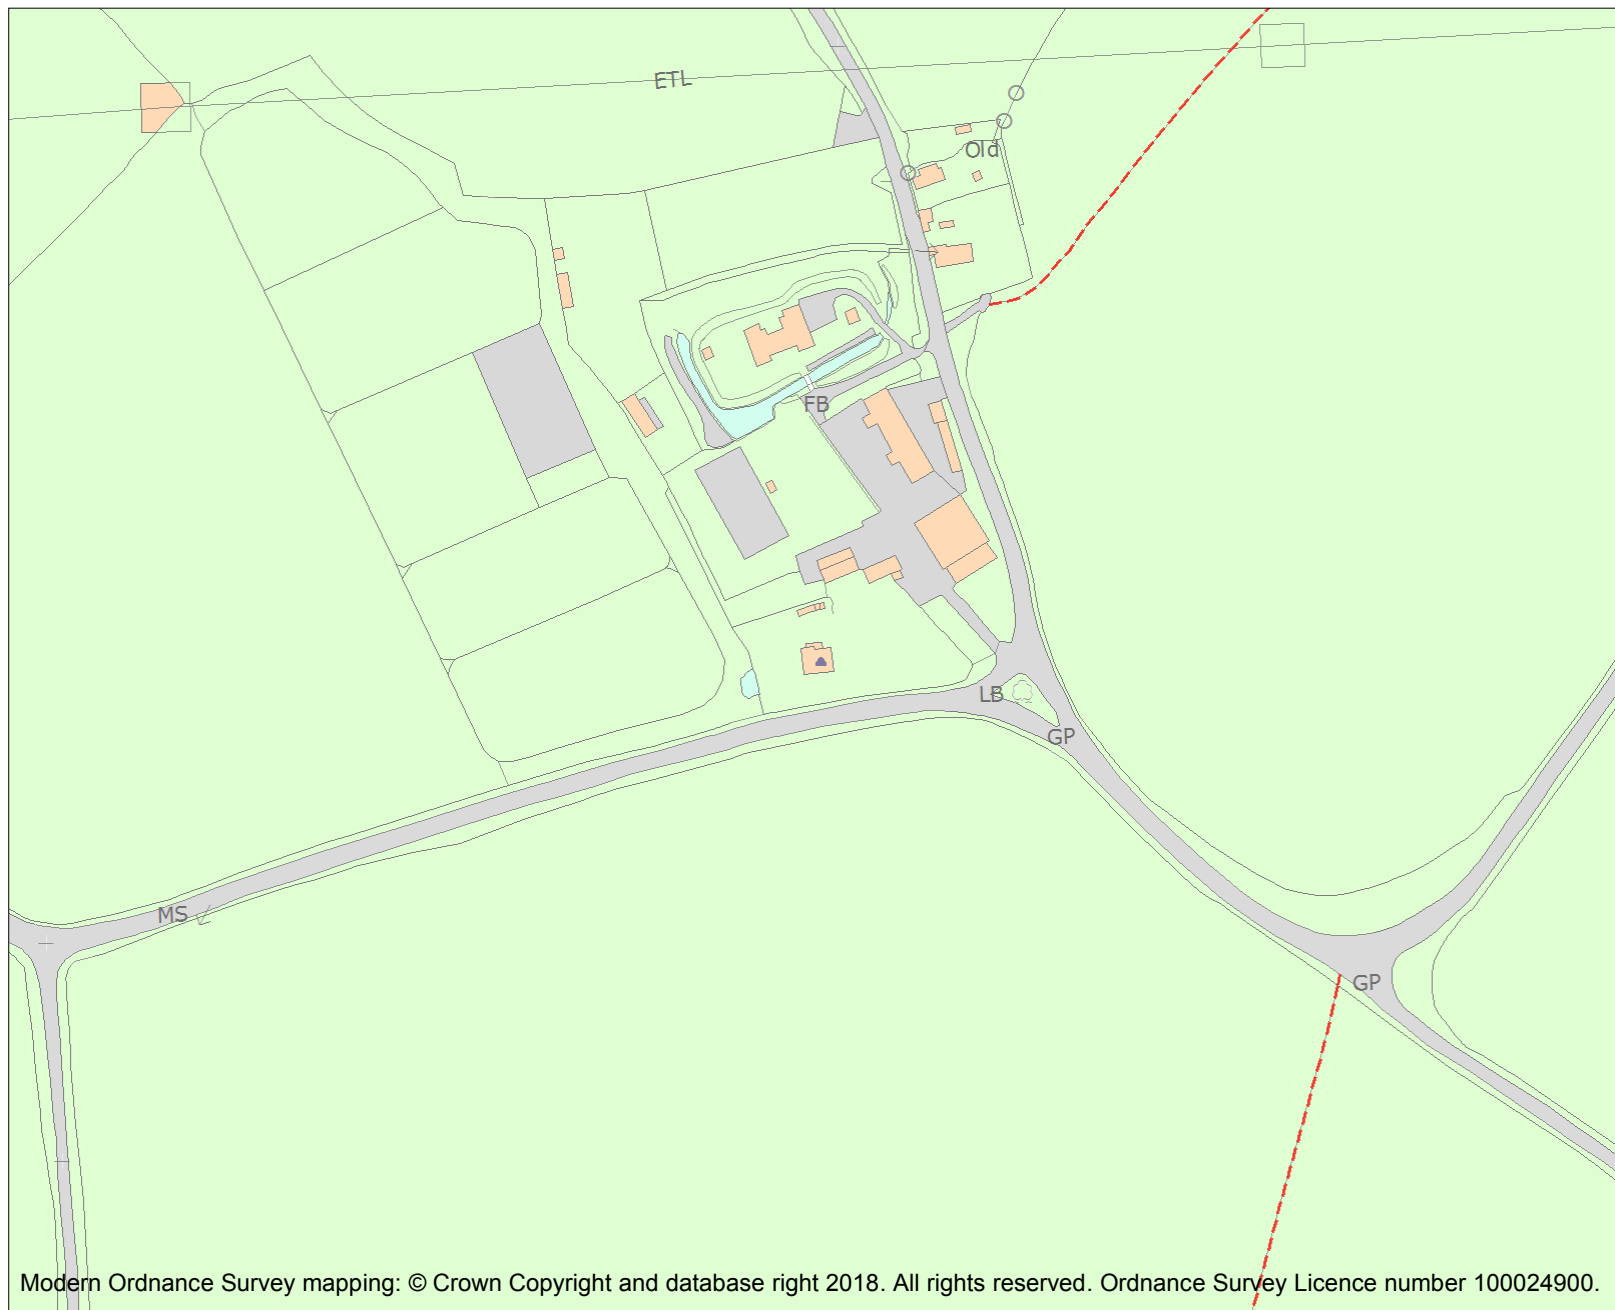 ETL
Old
FB
LB
GP
MS
GP
Modern Ordnance Survey mapping: © Crown Copyright and database right 2018. All rights reserved. Ordnance Survey Licence number 100024900.